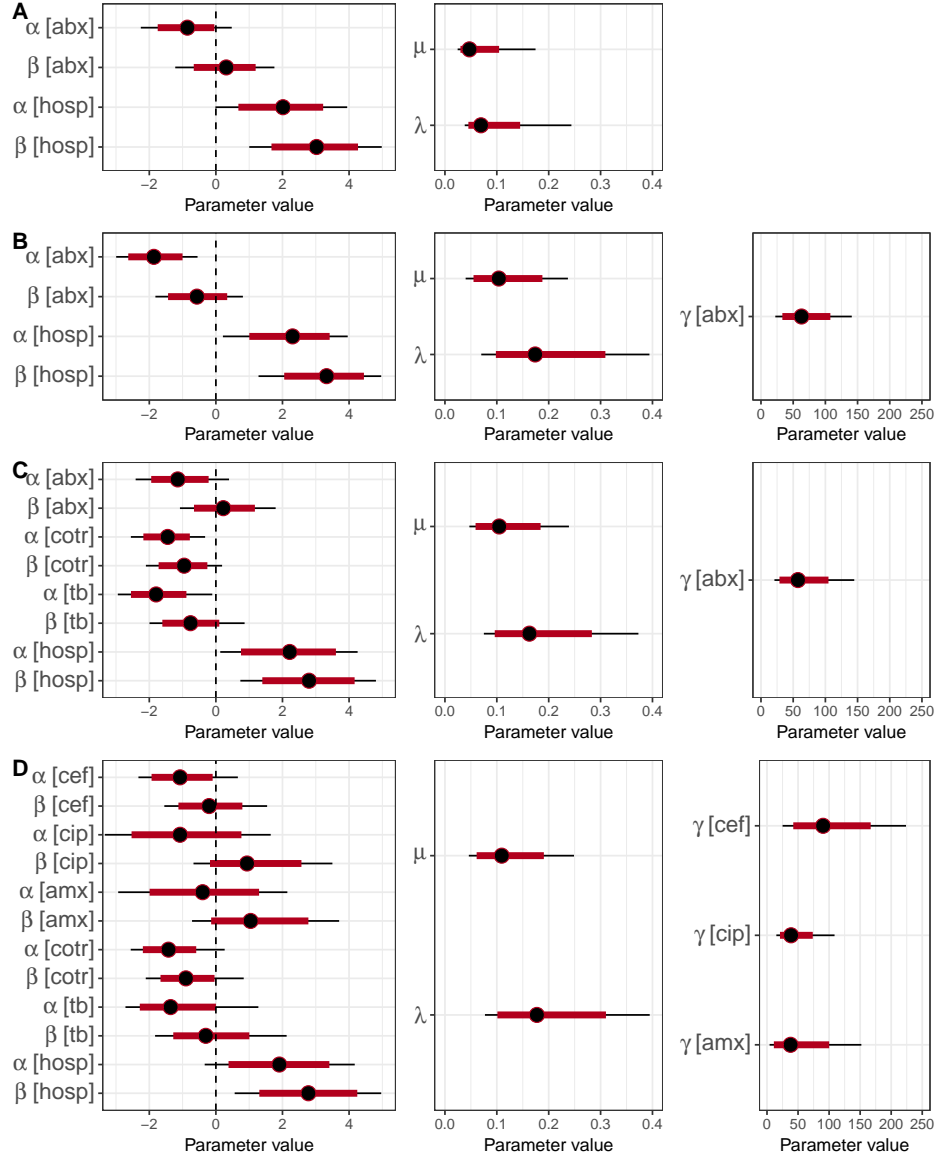 A
α [abx]
β [abx]
α [hosp]
β [hosp]
−2 0 2 4
Parameter value
μ
λ
0.0 0.1 0.2 0.3 0.4
Parameter value
B
α [abx]
β [abx]
α [hosp]
β [hosp]
−2 0 2 4
Parameter value
μ
λ
0.0 0.1 0.2 0.3 0.4
Parameter value
γ [abx]
0 50 100 150 200 250
Parameter value
C
α [abx]
β [abx]
α [cotr]
β [cotr]
α [tb]
β [tb]
α [hosp]
β [hosp]
−2 0 2 4
Parameter value
μ
λ
0.0 0.1 0.2 0.3 0.4
Parameter value
γ [abx]
0 50 100 150 200 250
Parameter value
D
α [cef]
β [cef]
α [cip]
β [cip]
α [amx]
β [amx]
α [cotr]
β [cotr]
α [tb]
β [tb]
α [hosp]
β [hosp]
−2 0 2 4
Parameter value
μ
λ
0.0 0.1 0.2 0.3 0.4
Parameter value
γ [cef]
γ [cip]
γ [amx]
0 50 100 150 200 250
Parameter value